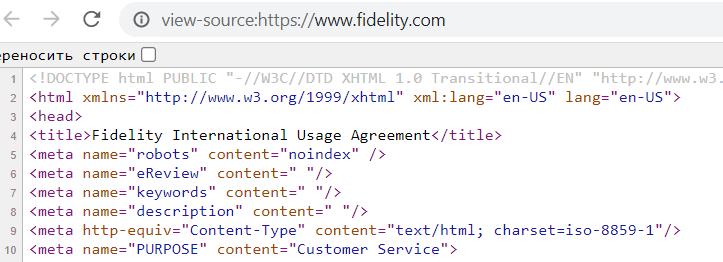 view-source:https://www.fidelity.com
ереносить строки
1 <!DOCTYPE html PUBLIC "-//W3C//DTD XHTML 1.0 Transitional//EN" "http://www.w3.
2 <html xmlns="http://www.w3.org/1999/xhtml" xml:lang="en-US" lang="en-US">
3 <head>
4 <title>Fidelity International Usage Agreement</title>
5 <meta name="robots" content="noindex" />
6 <meta name="eReview" content=" "/>
7 <meta name="keywords" content=" "/>
8 <meta name="description" content=" "/>
9 <meta http-equiv="Content-Type" content="text/html; charset=iso-8859-1"/>
10 <meta name="PURPOSE" content="Customer Service">